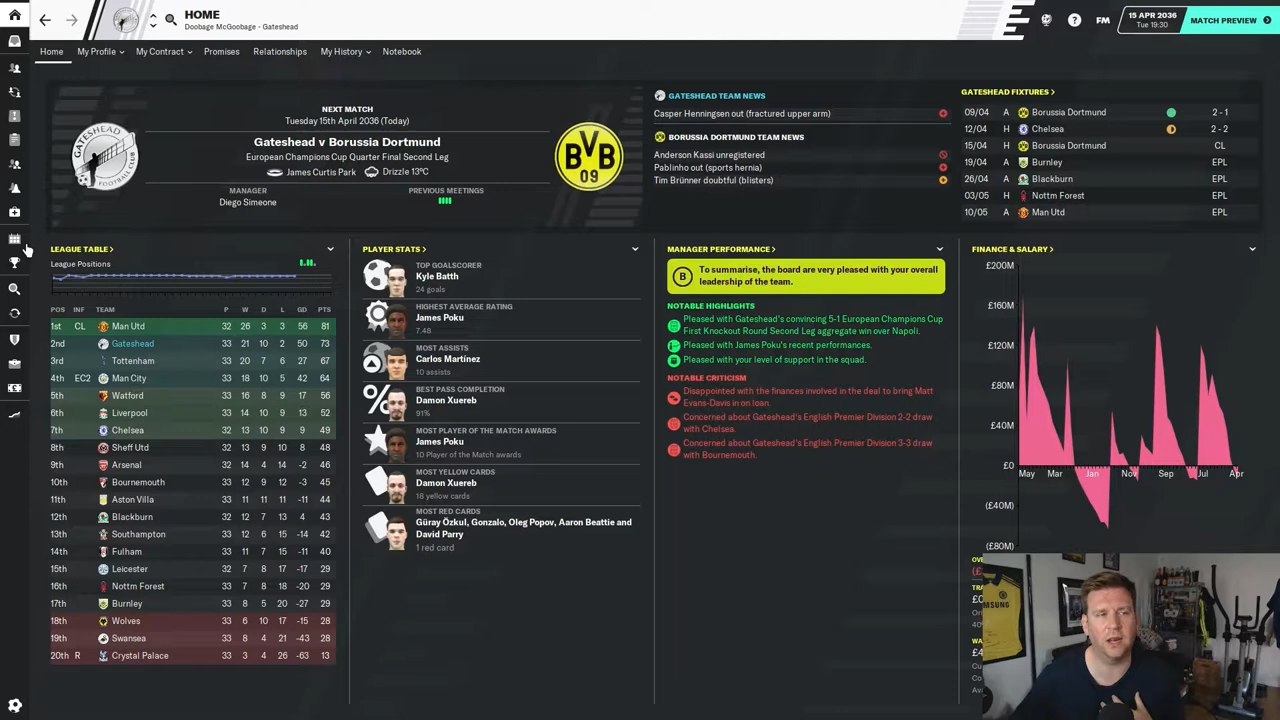 HOME
Doobage McGoobage - Gateshead
FM
15 APR 2036
Tue 19:30
MATCH PREVIEW
Home My Profile My Contract Promises Relationships My History Notebook
NEXT MATCH
Tuesday 15th April 2036 (Today)
Gateshead v Borussia Dortmund
European Champions Cup Quarter Final Second Leg
James Curtis Park Drizzle 13°C
MANAGER
Diego Simeone
PREVIOUS MEETINGS
GATESHEAD
FOOTBALL CLUB
BVB
09
GATESHEAD TEAM NEWS
Casper Henningsen out (fractured upper arm)
BORUSSIA DORTMUND TEAM NEWS
Anderson Kassi unregistered
Pablinho out (sports hernia)
Tim Brünner doubtful (blisters)
GATESHEAD FIXTURES >
09/04 A Borussia Dortmund 2 - 1
12/04 H Chelsea 2 - 2
15/04 H Borussia Dortmund CL
19/04 A Burnley EPL
26/04 A Blackburn EPL
03/05 H Nottm Forest EPL
10/05 A Man Utd EPL
LEAGUE TABLE >
League Positions
POS INF TEAM P W D L GD PTS
1st CL Man Utd 32 26 3 3 56 81
2nd Gateshead 33 21 10 2 50 73
3rd Tottenham 33 20 7 6 27 67
4th EC2 Man City 33 18 10 5 42 64
5th Watford 33 16 8 9 17 56
6th Liverpool 33 14 10 9 13 52
7th Chelsea 32 13 10 9 9 49
8th Sheff Utd 33 13 9 10 8 48
9th Arsenal 32 14 4 14 -2 46
10th Bournemouth 33 12 9 12 -3 45
11th Aston Villa 33 11 11 11 -11 44
12th Blackburn 32 12 7 13 4 43
13th Southampton 33 12 6 15 -14 42
14th Fulham 33 11 7 15 -11 40
15th Leicester 33 7 8 17 -15 29
16th Nottm Forest 33 7 8 18 -20 29
17th Burnley 33 8 5 20 -27 29
18th Wolves 33 6 10 17 -15 28
19th Swansea 33 8 4 21 -43 28
20th R Crystal Palace 33 3 4 26 -63 13
PLAYER STATS >
TOP GOALSCORER
Kyle Batth
24 goals
HIGHEST AVERAGE RATING
James Poku
7.48
MOST ASSISTS
Carlos Martínez
10 assists
BEST PASS COMPLETION
Damon Xuereb
91%
MOST PLAYER OF THE MATCH AWARDS
James Poku
10 Player of the Match awards
MOST YELLOW CARDS
Damon Xuereb
18 yellow cards
MOST RED CARDS
Güray Özkul, Gonzalo, Oleg Popov, Aaron Beattie and
David Parry
1 red card
MANAGER PERFORMANCE >
B
To summarise, the board are very pleased with your overall
leadership of the team.
NOTABLE HIGHLIGHTS
Pleased with Gateshead's convincing 5-1 European Champions Cup
First Knockout Round Second Leg aggregate win over Napoli.
Pleased with James Poku's recent performances.
Pleased with your level of support in the squad.
NOTABLE CRITICISM
Disappointed with the finances involved in the deal to bring Matt
Evans-Davis in on loan.
Concerned about Gateshead's English Premier Division 2-2 draw
with Chelsea.
Concerned about Gateshead's English Premier Division 3-3 draw
with Bournemouth.
FINANCE & SALARY >
£200M
£160M
£120M
£80M
£40M
£0
(£40M)
(£80M)
May Mar Jan Nov Sep Jul Apr
SAMSUNG